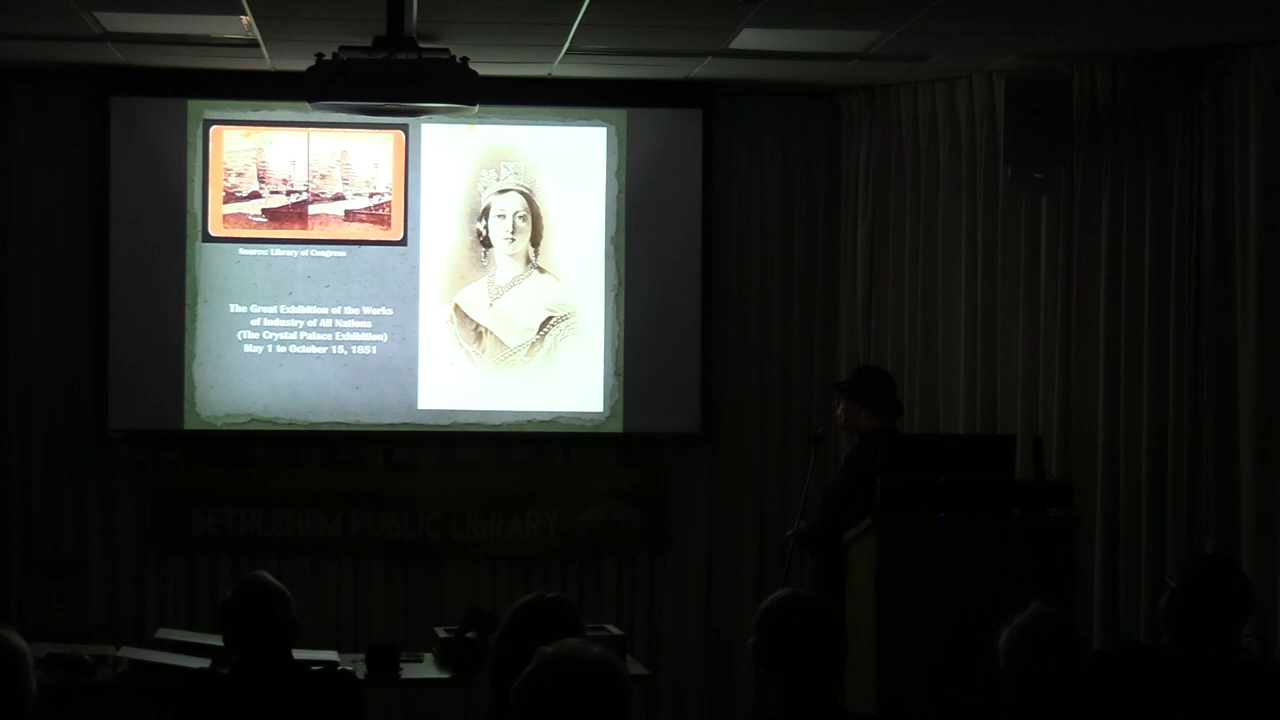 Source: Library of Congress
The Great Exhibition of the Works
of Industry of All Nations
(The Crystal Palace Exhibition)
May 1 to October 15, 1851
BETHLEHEM PUBLIC LIBRARY